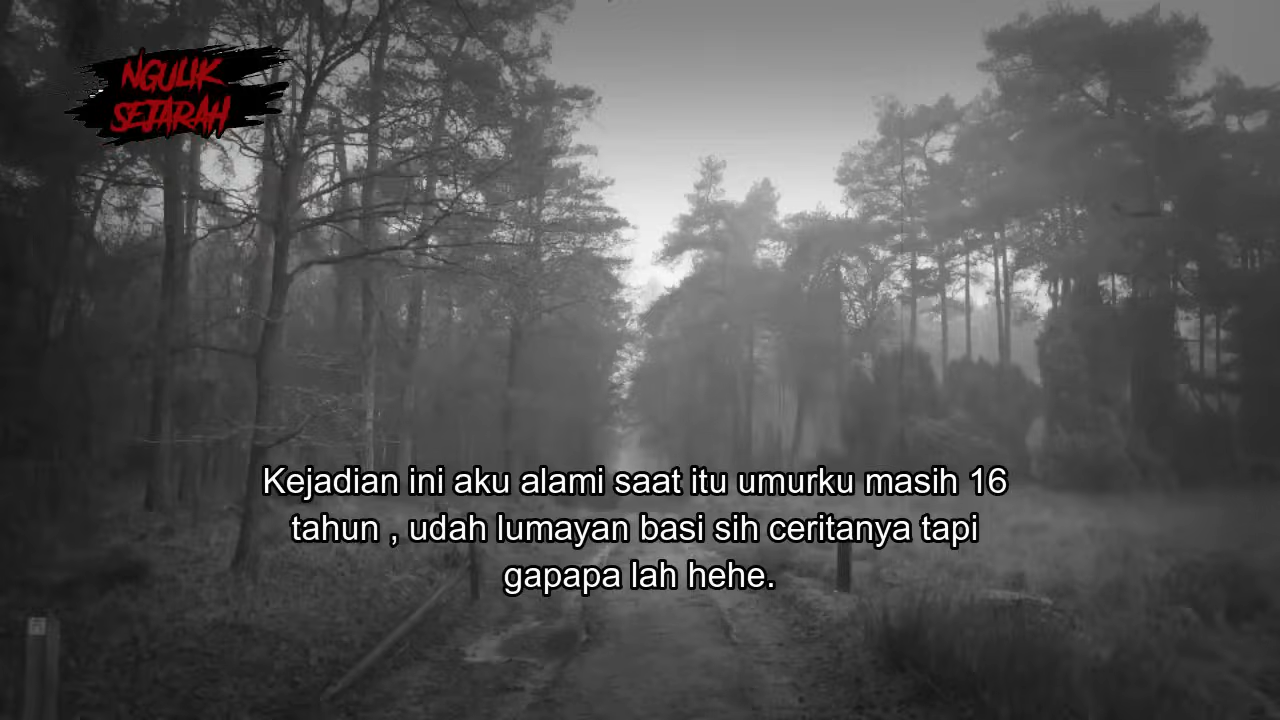 NGULIK
SEJARAH
Kejadian ini aku alami saat itu umurku masih 16
tahun , udah lumayan basi sih ceritanya tapi
gapapa lah hehe.